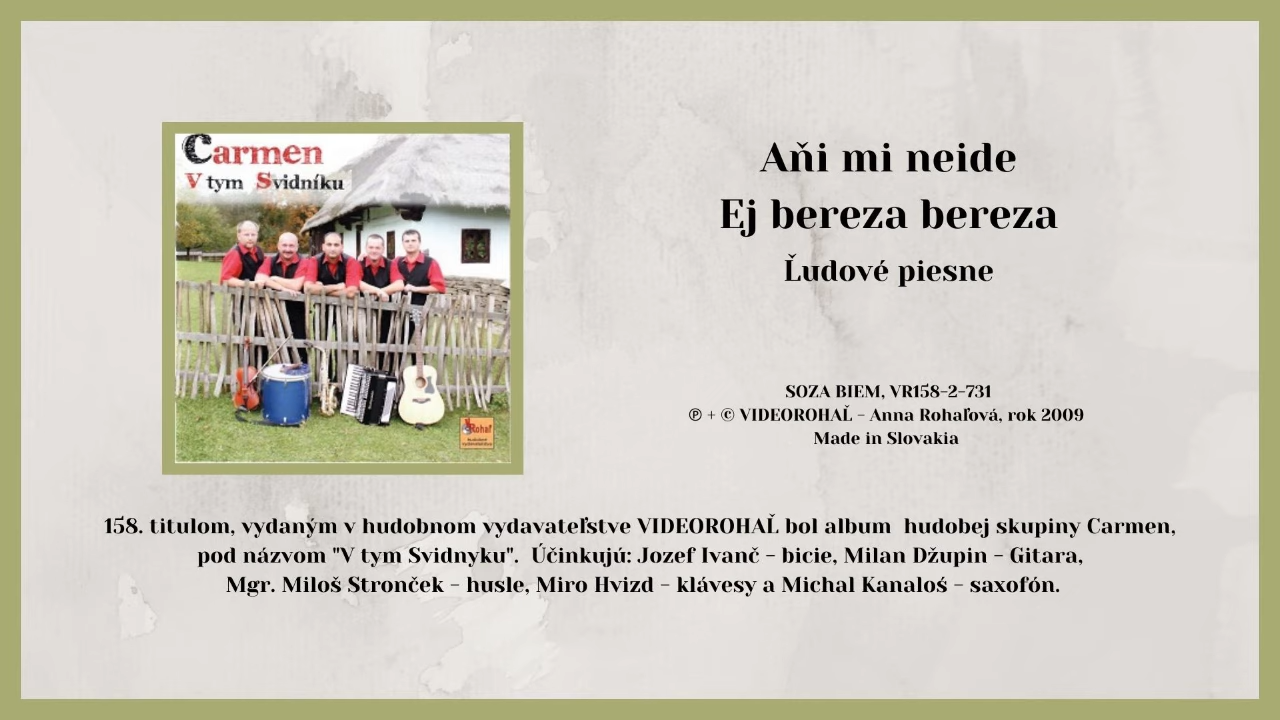 Carmen
V tym Svidníku
Rohaľ
Aňi mi neide
Ej bereza bereza
Ľudové piesne
SOZA BIEM, VR158-2-731
℗ + © VIDEOROHAĽ - Anna Rohaľová, rok 2009
Made in Slovakia
158. titulom, vydaným v hudobnom vydavateľstve VIDEOROHAĽ bol album hudobej skupiny Carmen,
pod názvom "V tym Svidnyku". Účinkujú: Jozef Ivanč - bicie, Milan Džupin - Gitara,
Mgr. Miloš Stronček - husle, Miro Hvizd - klávesy a Michal Kanaloś - saxofón.